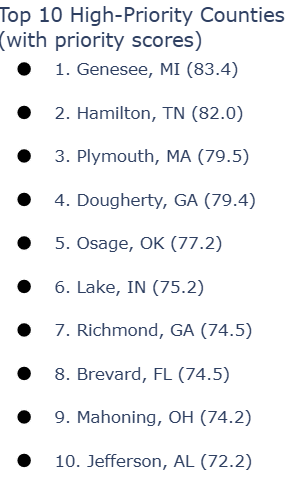 Top 10 High-Priority Counties
(with priority scores)
● 1. Genesee, MI (83.4)
● 2. Hamilton, TN (82.0)
● 3. Plymouth, MA (79.5)
● 4. Dougherty, GA (79.4)
● 5. Osage, OK (77.2)
● 6. Lake, IN (75.2)
● 7. Richmond, GA (74.5)
● 8. Brevard, FL (74.5)
● 9. Mahoning, OH (74.2)
● 10. Jefferson, AL (72.2)